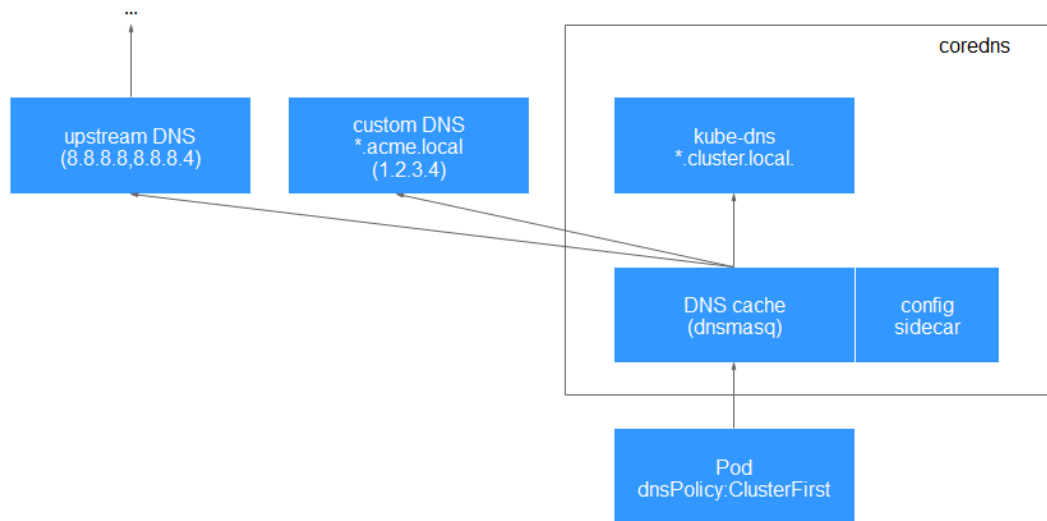 ...
coredns
upstream DNS
(8.8.8.8,8.8.8.4)
custom DNS
*.acme.local
(1.2.3.4)
kube-dns
*.cluster.local.
DNS cache
(dnsmasq)
config
sidecar
Pod
dnsPolicy:ClusterFirst